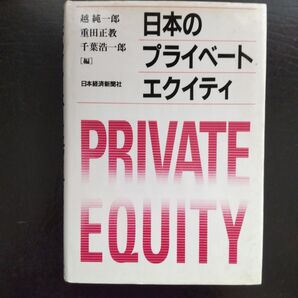 越 純一郎
重田正教
千葉浩一郎
[編]
日本経済新聞社
日本の
プライベート
エクイティ
PRIVATE
EQUITY